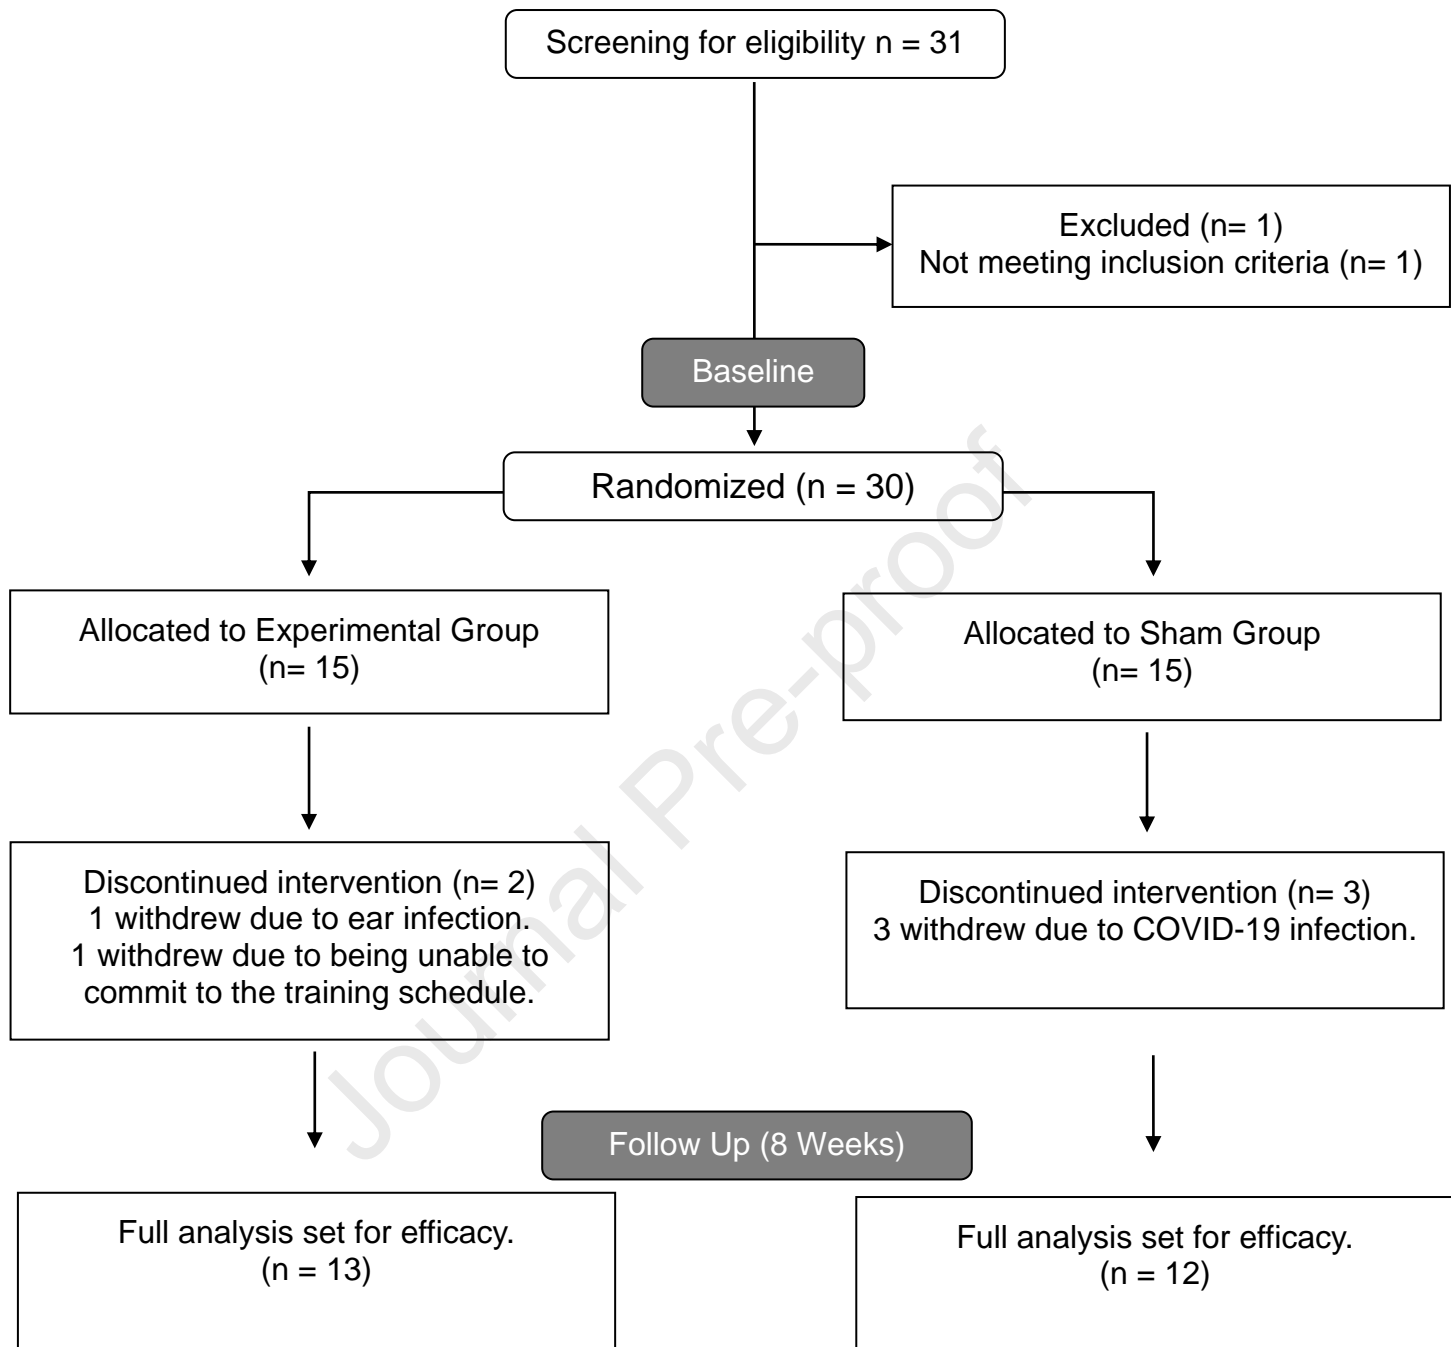 Screening for eligibility n = 31
Excluded (n= 1)
Not meeting inclusion criteria (n= 1)
Baseline
Randomized (n = 30)
Allocated to Experimental Group
(n= 15)
Allocated to Sham Group
(n= 15)
Discontinued intervention (n= 2)
1 withdrew due to ear infection.
1 withdrew due to being unable to
commit to the training schedule.
Discontinued intervention (n= 3)
3 withdrew due to COVID-19 infection.
Follow Up (8 Weeks)
Full analysis set for efficacy.
(n = 13)
Full analysis set for efficacy.
(n = 12)
Journal Pre-proof